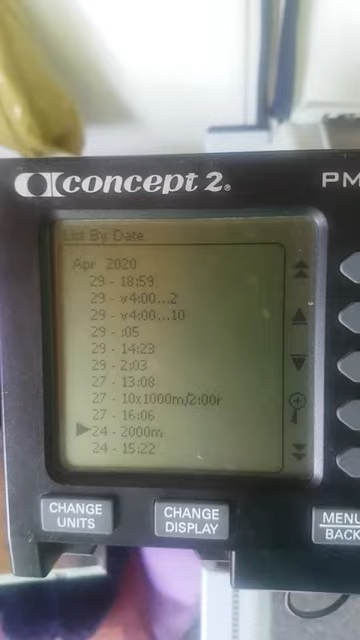 concept 2®
PM
List By Date
Apr 2020
29 - 18:59
29 - v4:00...2
29 - v4:00...10
29 - :05
29 - 14:23
29 - 2:03
27 - 13:08
27 - 10x1000m/2:00r
27 - 16:06
24 - 2000m
24 - 15:22
CHANGE UNITS
CHANGE DISPLAY
MENU
BACK